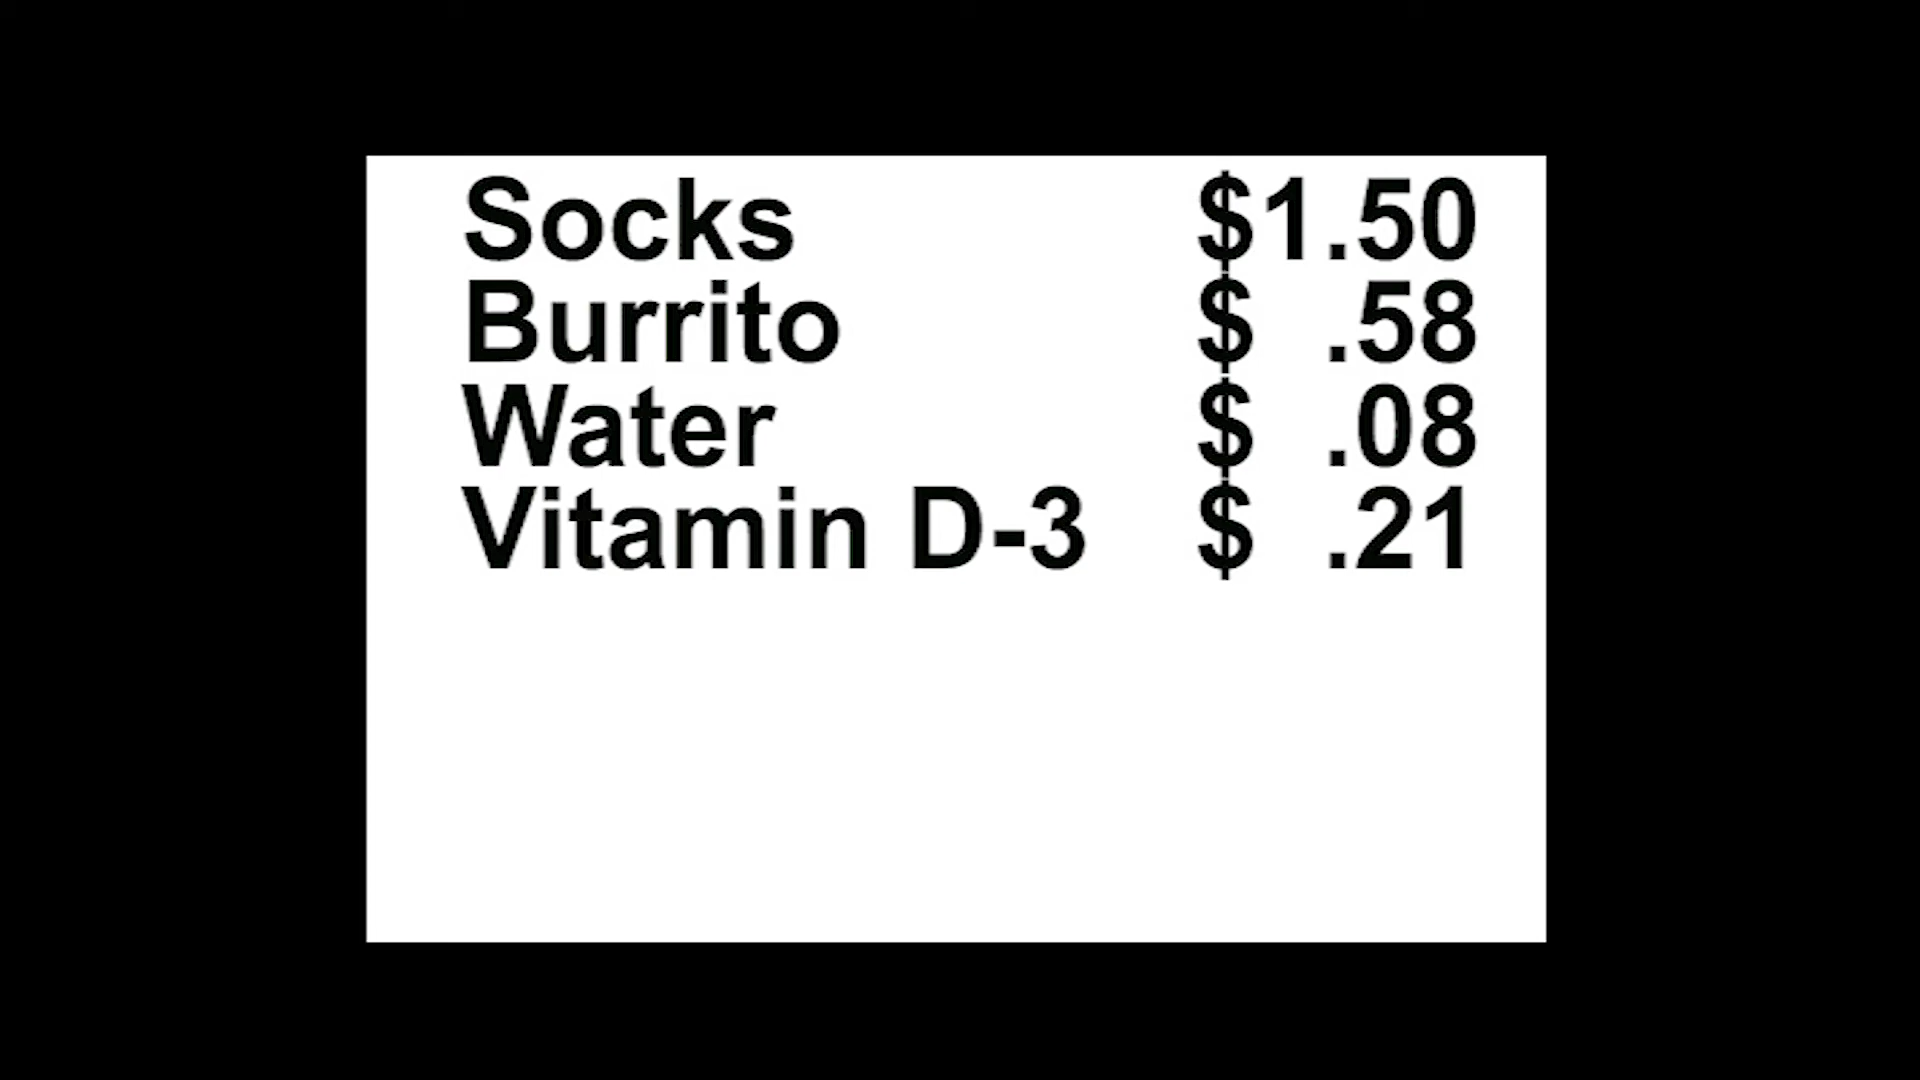 Socks $1.50
Burrito $ .58
Water $ .08
Vitamin D-3 $ .21